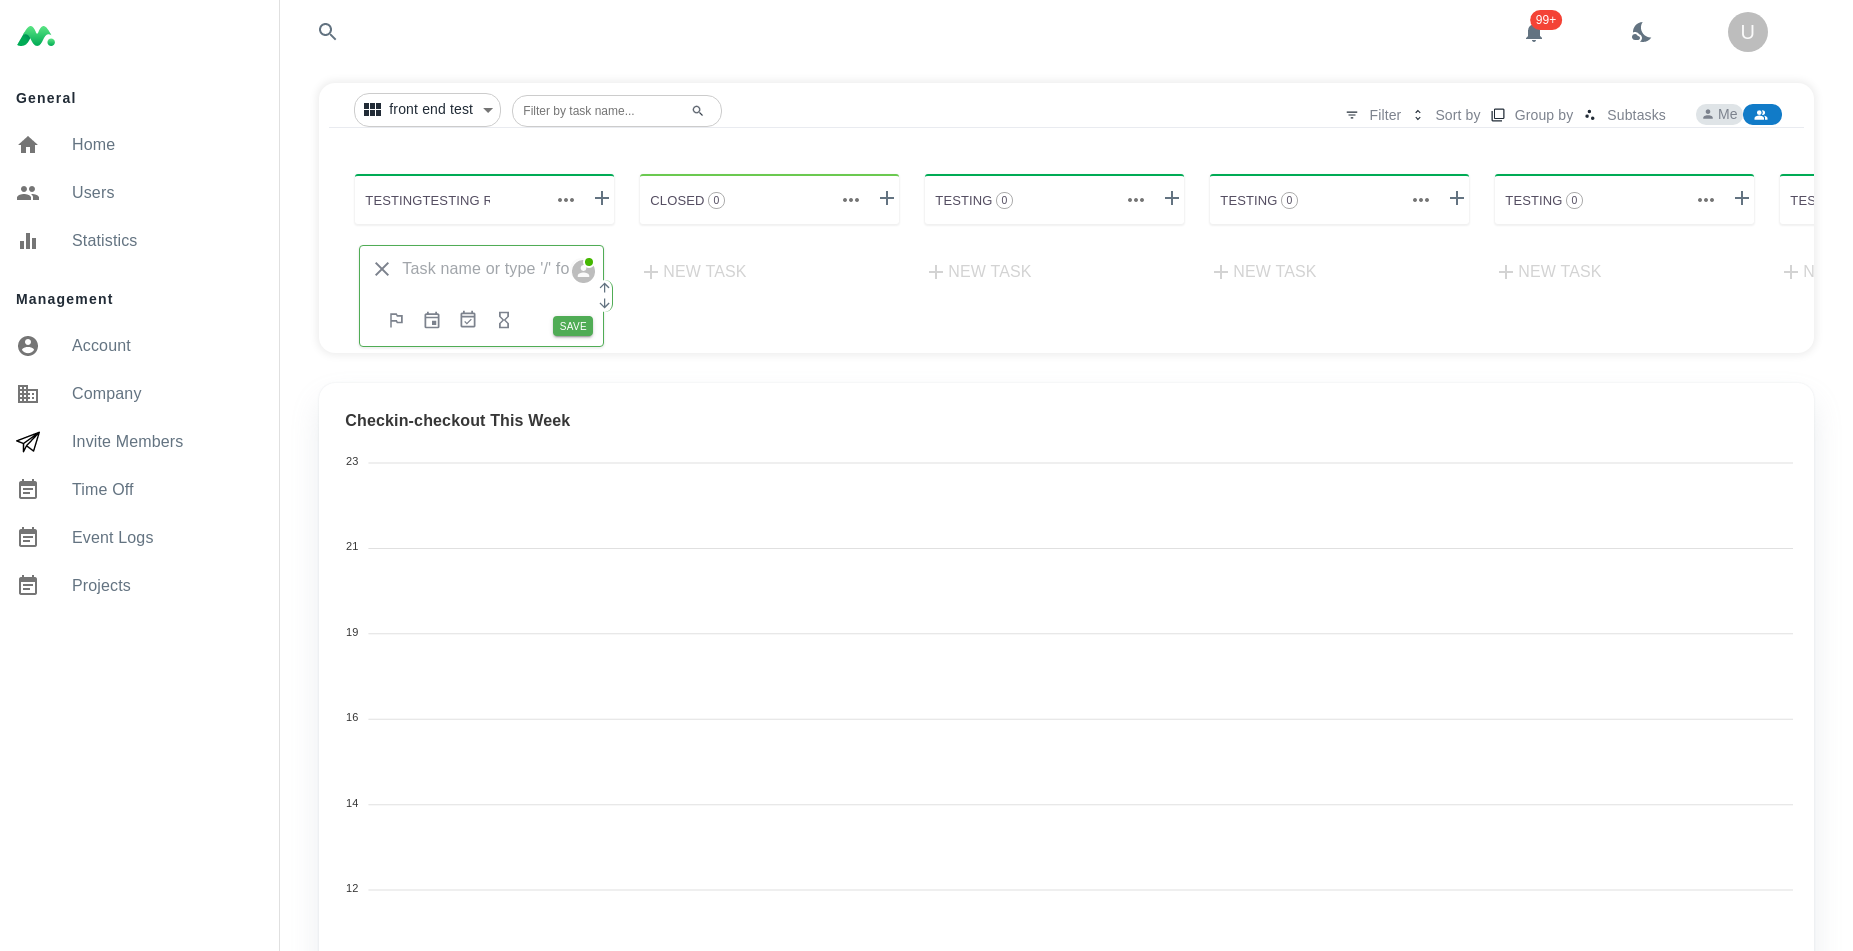 99+
U
General
Home
Users
Statistics
Management
Account
Company
Invite Members
Time Off
Event Logs
Projects
front end test
Filter by task name...
Filter
Sort by
Group by
Subtasks
Me
TESTINGTESTING
CLOSED 0
TESTING 0
TESTING 0
TESTING 0
Task name or type '/' fo
SAVE
NEW TASK
NEW TASK
NEW TASK
NEW TASK
Checkin-checkout This Week
23
21
19
16
14
12